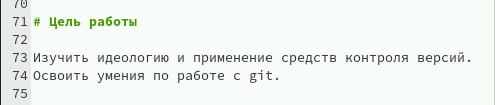 70
71 # Цель работы
72
73 Изучить идеологию и применение средств контроля версий.
74 Освоить умения по работе с git.
75